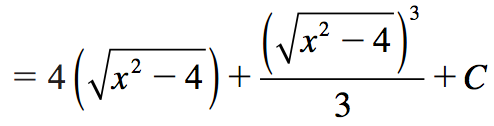 = 4(√(x² − 4)) + (√(x² − 4))³ / 3 + C